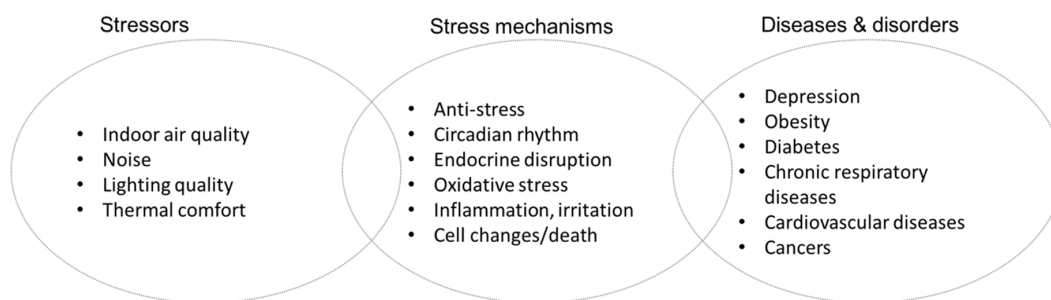 Stressors
• Indoor air quality
• Noise
• Lighting quality
• Thermal comfort
Stress mechanisms
• Anti-stress
• Circadian rhythm
• Endocrine disruption
• Oxidative stress
• Inflammation, irritation
• Cell changes/death
Diseases & disorders
• Depression
• Obesity
• Diabetes
• Chronic respiratory
diseases
• Cardiovascular diseases
• Cancers